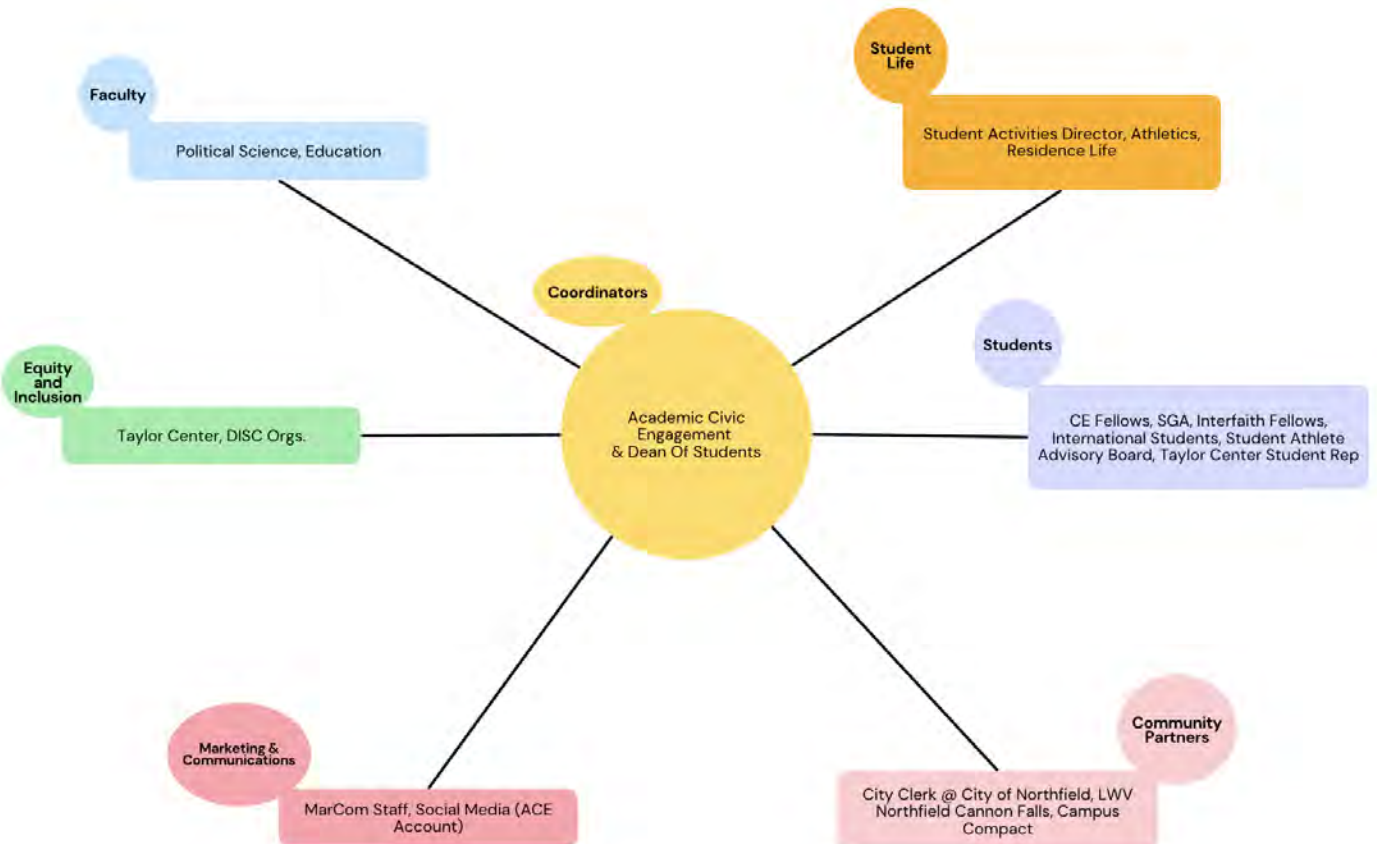 Student
Life
Faculty
Student Activities Director, Athletics,
Residence Life
Political Science, Education
Coordinators
Students
Equity
and
Inclusion
Taylor Center, DISC Orgs.
Academic Civic
Engagement
& Dean Of Students
CE Fellows, SGA, Interfaith Fellows,
International Students, Student Athlete
Advisory Board, Taylor Center Student Rep
Marketing &
Communications
MarCom Staff, Social Media (ACE
Account)
Community
Partners
City Clerk @ City of Northfield, LWV
Northfield Cannon Falls, Campus
Compact